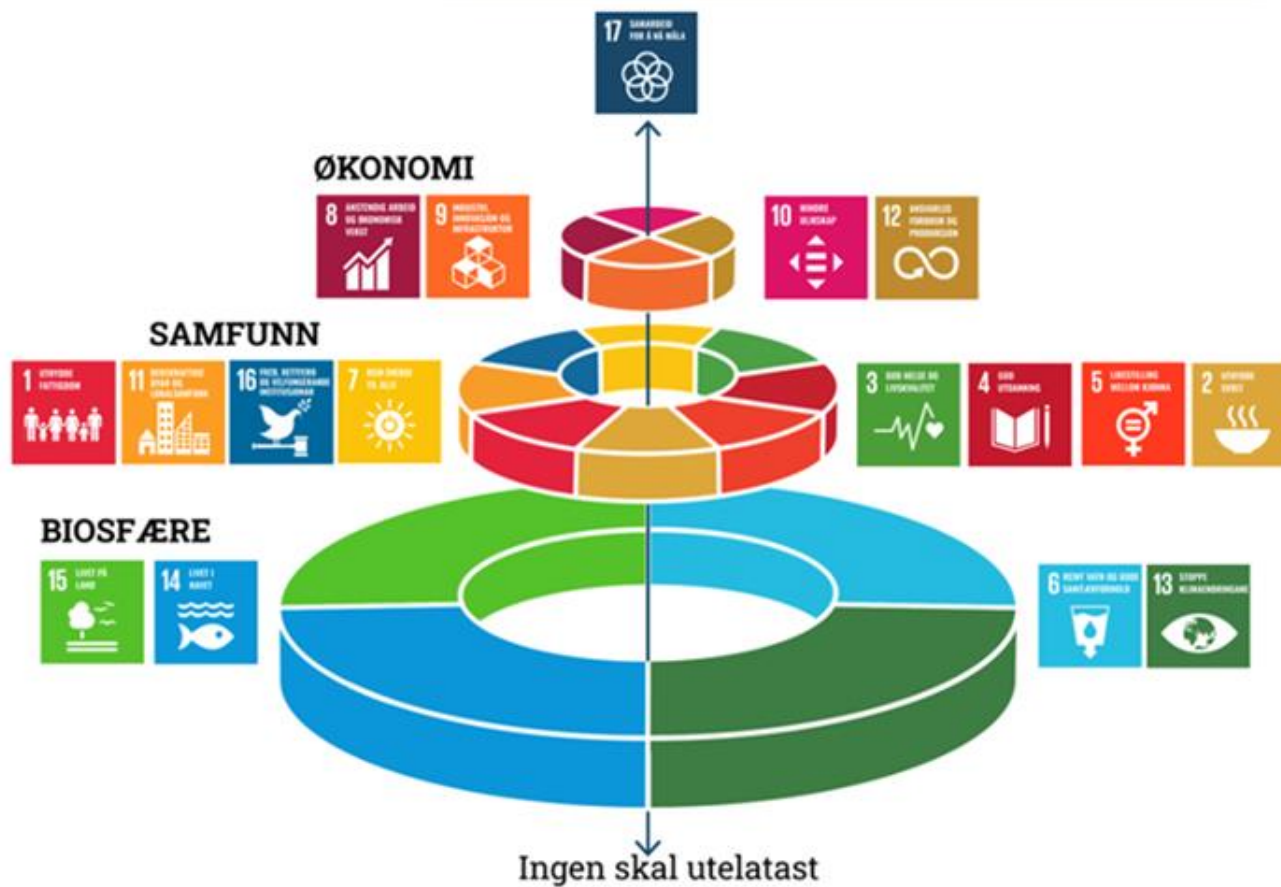 17 SAMARBEID
FOR Å NÅ MÅLA
ØKONOMI
8 ANSTENDIG ARBEID
OG ØKONOMISK
VEKST
9 INDUSTRI,
INNOVASJON OG
INFRASTRUKTUR
10 MINDRE
ULIKSKAP
12 ANSVARLEG
FORBRUK OG
PRODUKSJON
SAMFUNN
1 UTRYDDE
FATTIGDOM
11 BEREKRAFTIGE
BYAR OG
LOKALSAMFUNN
16 FRED, RETTFERD
OG VELFUNGERANDE
INSTITUSJONAR
7 REIN ENERGI
TIL ALLE
3 GOD HELSE OG
LIVSKVALITET
4 GOD
UTDANNING
5 LIKESTILLING
MELLOM KJØNNA
2 UTRYDDE
SVOLT
BIOSFÆRE
15 LIVET PÅ
LAND
14 LIVET I
HAVET
6 REINT VATN OG GODE
SANITÆRFORHOLD
13 STOPPE
KLIMAENDRINGANE
Ingen skal utelatast